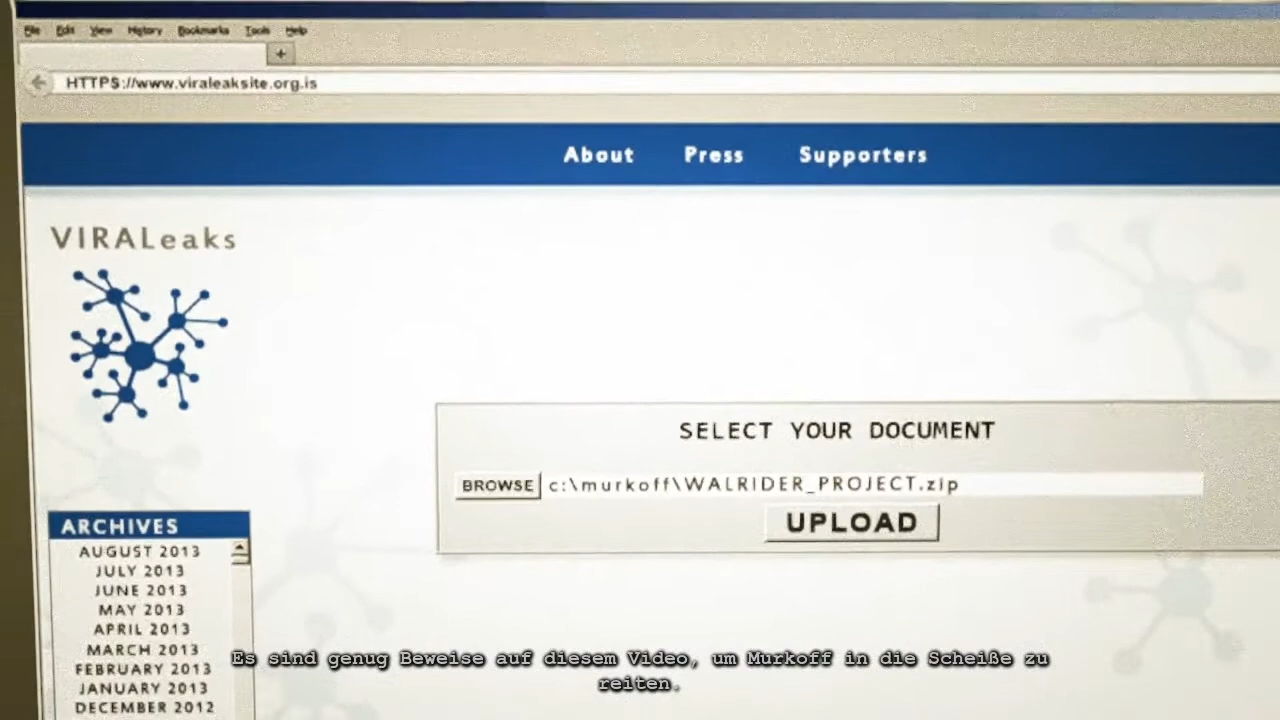 File Edit View History Bookmarks Tools Help
+
HTTPS://www.viraleaksite.org.is
About Press Supporters
VIRALeaks
SELECT YOUR DOCUMENT
BROWSE c:\murkoff\WALRIDER_PROJECT.zip
UPLOAD
ARCHIVES
AUGUST 2013
JULY 2013
JUNE 2013
MAY 2013
APRIL 2013
MARCH 2013
FEBRUARY 2013
JANUARY 2013
DECEMBER 2012
Es sind genug Beweise auf diesem Video, um Murkoff in die Scheiße zu
reiten.